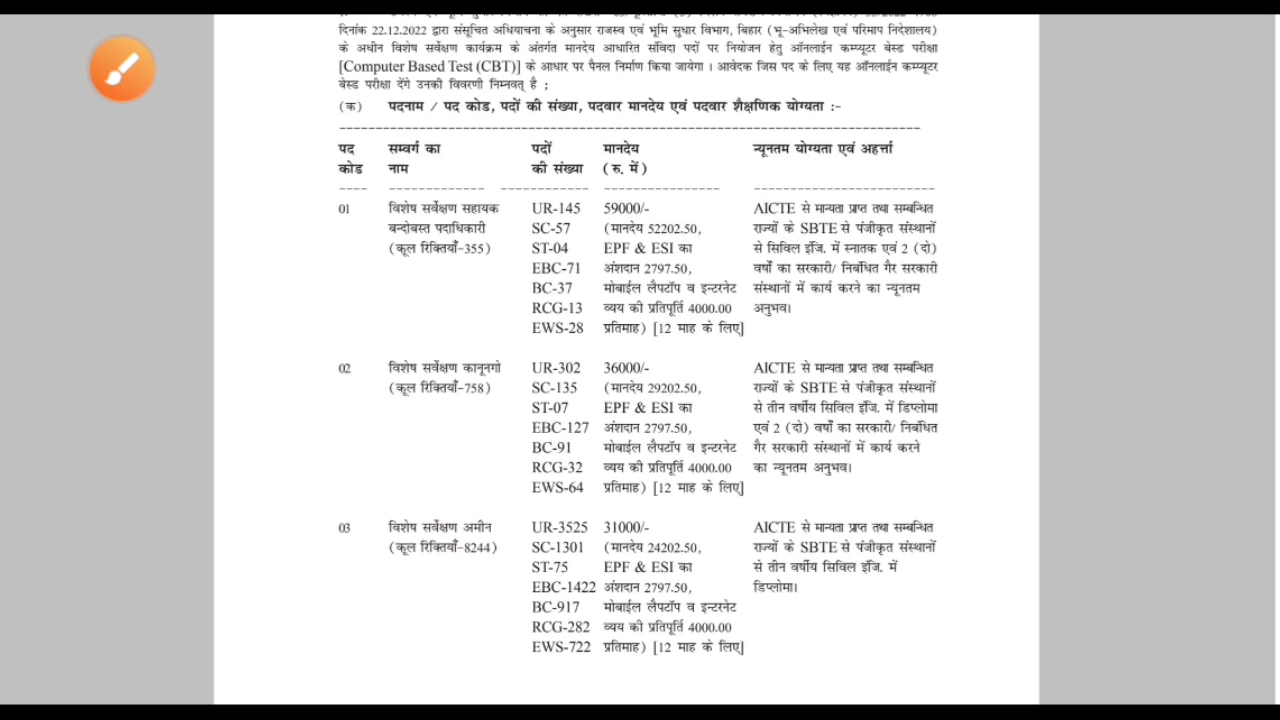 दिनांक 22.12.2022 द्वारा संसूचित अधियाचना के अनुसार राजस्व एवं भूमि सुधार विभाग, बिहार (भू-अभिलेख एवं परिमाप निदेशालय)
के अधीन विशेष सर्वेक्षण कार्यक्रम के अंतर्गत मानदेय आधारित संविदा पदों पर नियोजन हेतु ऑनलाईन कम्प्यूटर बेस्ड परीक्षा
[Computer Based Test (CBT)] के आधार पर पैनल निर्माण किया जायेगा । आवेदक जिस पद के लिए यह ऑनलाईन कम्प्यूटर
बेस्ड परीक्षा देंगे उनकी विवरणी निम्नवत् है ;
(क) पदनाम / पद कोड, पदों की संख्या, पदवार मानदेय एवं पदवार शैक्षणिक योग्यता :-
पद सम्वर्ग का पदों मानदेय न्यूनतम योग्यता एवं अहर्त्ता
कोड नाम की संख्या (रु. में)
01 विशेष सर्वेक्षण सहायक UR-145 59000/- AICTE से मान्यता प्राप्त तथा सम्बन्धित
बन्दोबस्त पदाधिकारी SC-57 (मानदेय 52202.50, राज्यों के SBTE से पंजीकृत संस्थानों
(कूल रिक्तियाँ-355) ST-04 EPF & ESI का से सिविल इंजि. में स्नातक एवं 2 (दो)
EBC-71 अंशदान 2797.50, वर्षों का सरकारी/ निबंधित गैर सरकारी
BC-37 मोबाईल लैपटॉप व इन्टरनेट संस्थानों में कार्य करने का न्यूनतम
RCG-13 व्यय की प्रतिपूर्ति 4000.00 अनुभव।
EWS-28 प्रतिमाह) [12 माह के लिए]
02 विशेष सर्वेक्षण कानूनगो UR-302 36000/- AICTE से मान्यता प्राप्त तथा सम्बन्धित
(कूल रिक्तियाँ-758) SC-135 (मानदेय 29202.50, राज्यों के SBTE से पंजीकृत संस्थानों
ST-07 EPF & ESI का से तीन वर्षीय सिविल इंजि. में डिप्लोमा
EBC-127 अंशदान 2797.50, एवं 2 (दो) वर्षों का सरकारी/ निबंधित
BC-91 मोबाईल लैपटॉप व इन्टरनेट गैर सरकारी संस्थानों में कार्य करने
RCG-32 व्यय की प्रतिपूर्ति 4000.00 का न्यूनतम अनुभव।
EWS-64 प्रतिमाह) [12 माह के लिए]
03 विशेष सर्वेक्षण अमीन UR-3525 31000/- AICTE से मान्यता प्राप्त तथा सम्बन्धित
(कूल रिक्तियाँ-8244) SC-1301 (मानदेय 24202.50, राज्यों के SBTE से पंजीकृत संस्थानों
ST-75 EPF & ESI का से तीन वर्षीय सिविल इंजि. में
EBC-1422 अंशदान 2797.50, डिप्लोमा।
BC-917 मोबाईल लैपटॉप व इन्टरनेट
RCG-282 व्यय की प्रतिपूर्ति 4000.00
EWS-722 प्रतिमाह) [12 माह के लिए]